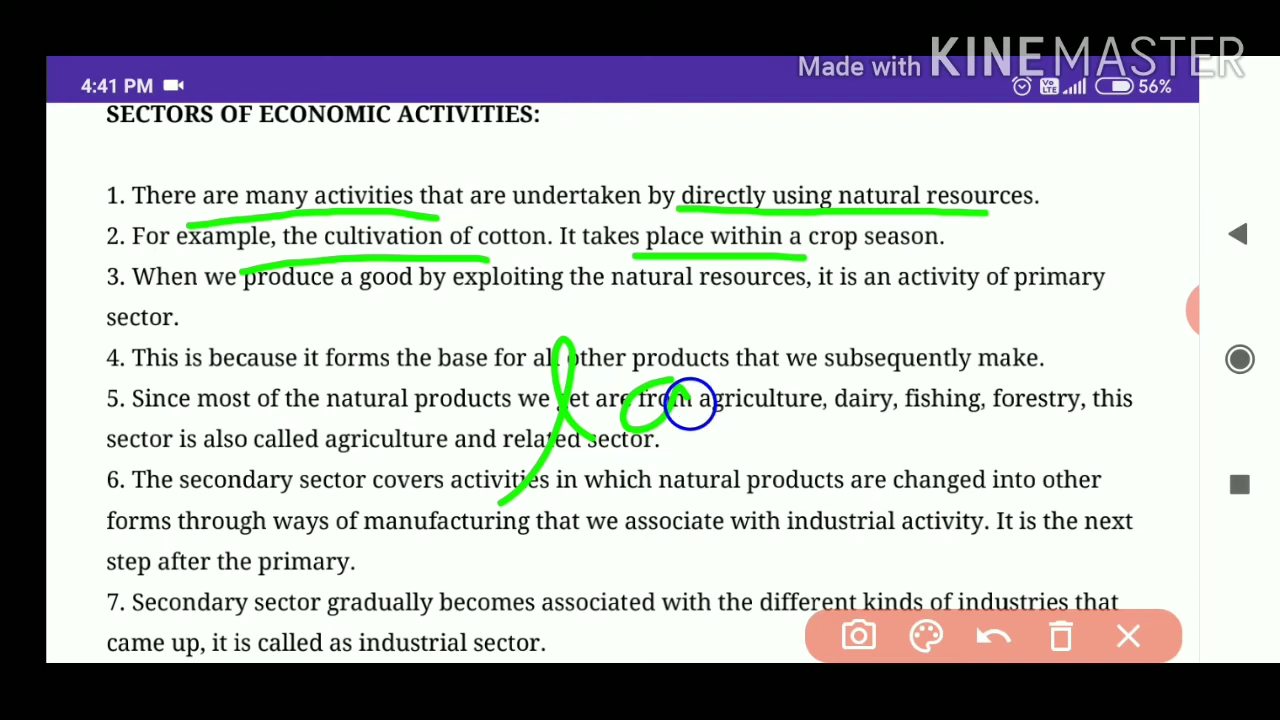 Made with KINEMASTER
4:41 PM
Vo LTE
56%
SECTORS OF ECONOMIC ACTIVITIES:
1. There are many activities that are undertaken by directly using natural resources.
2. For example, the cultivation of cotton. It takes place within a crop season.
3. When we produce a good by exploiting the natural resources, it is an activity of primary
sector.
4. This is because it forms the base for all other products that we subsequently make.
5. Since most of the natural products we get are from agriculture, dairy, fishing, forestry, this
sector is also called agriculture and related sector.
6. The secondary sector covers activities in which natural products are changed into other
forms through ways of manufacturing that we associate with industrial activity. It is the next
step after the primary.
7. Secondary sector gradually becomes associated with the different kinds of industries that
came up, it is called as industrial sector.